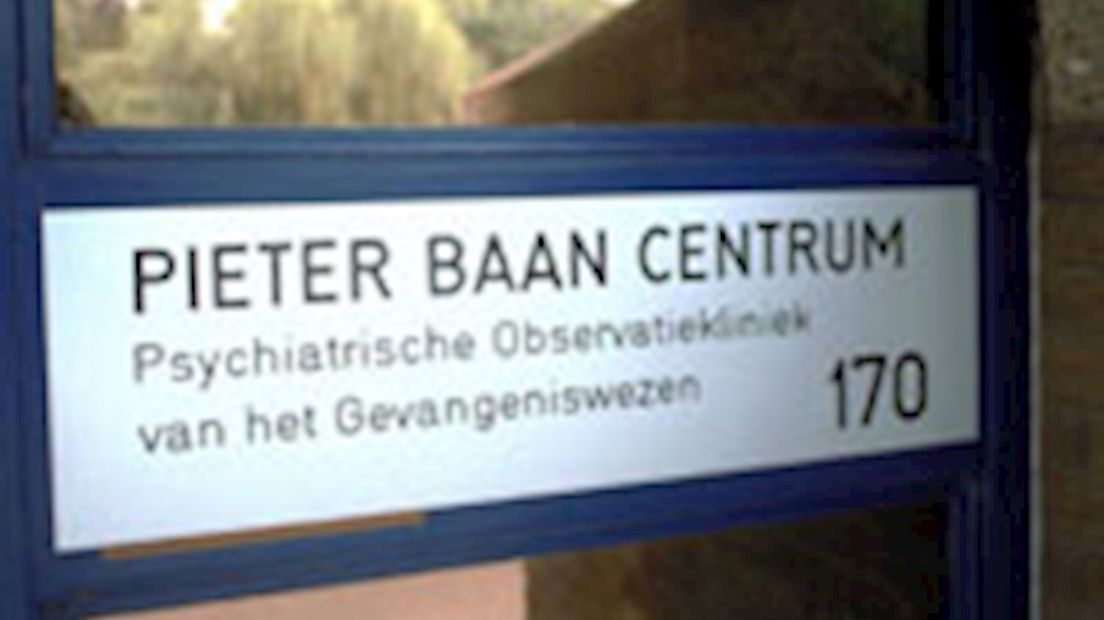 PIETER BAAN CENTRUM
Psychiatrische Observatiekliniek
van het Gevangeniswezen
170